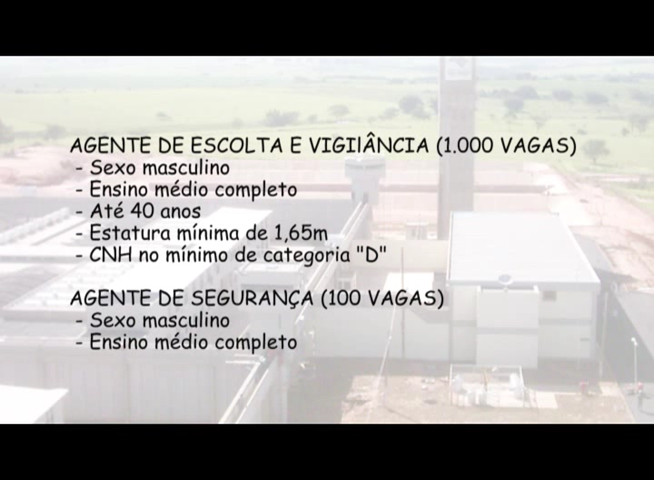 AGENTE DE ESCOLTA E VIGIlÂNCIA (1.000 VAGAS)
- Sexo masculino
- Ensino médio completo
- Até 40 anos
- Estatura mínima de 1,65m
- CNH no mínimo de categoria "D"
AGENTE DE SEGURANÇA (100 VAGAS)
- Sexo masculino
- Ensino médio completo